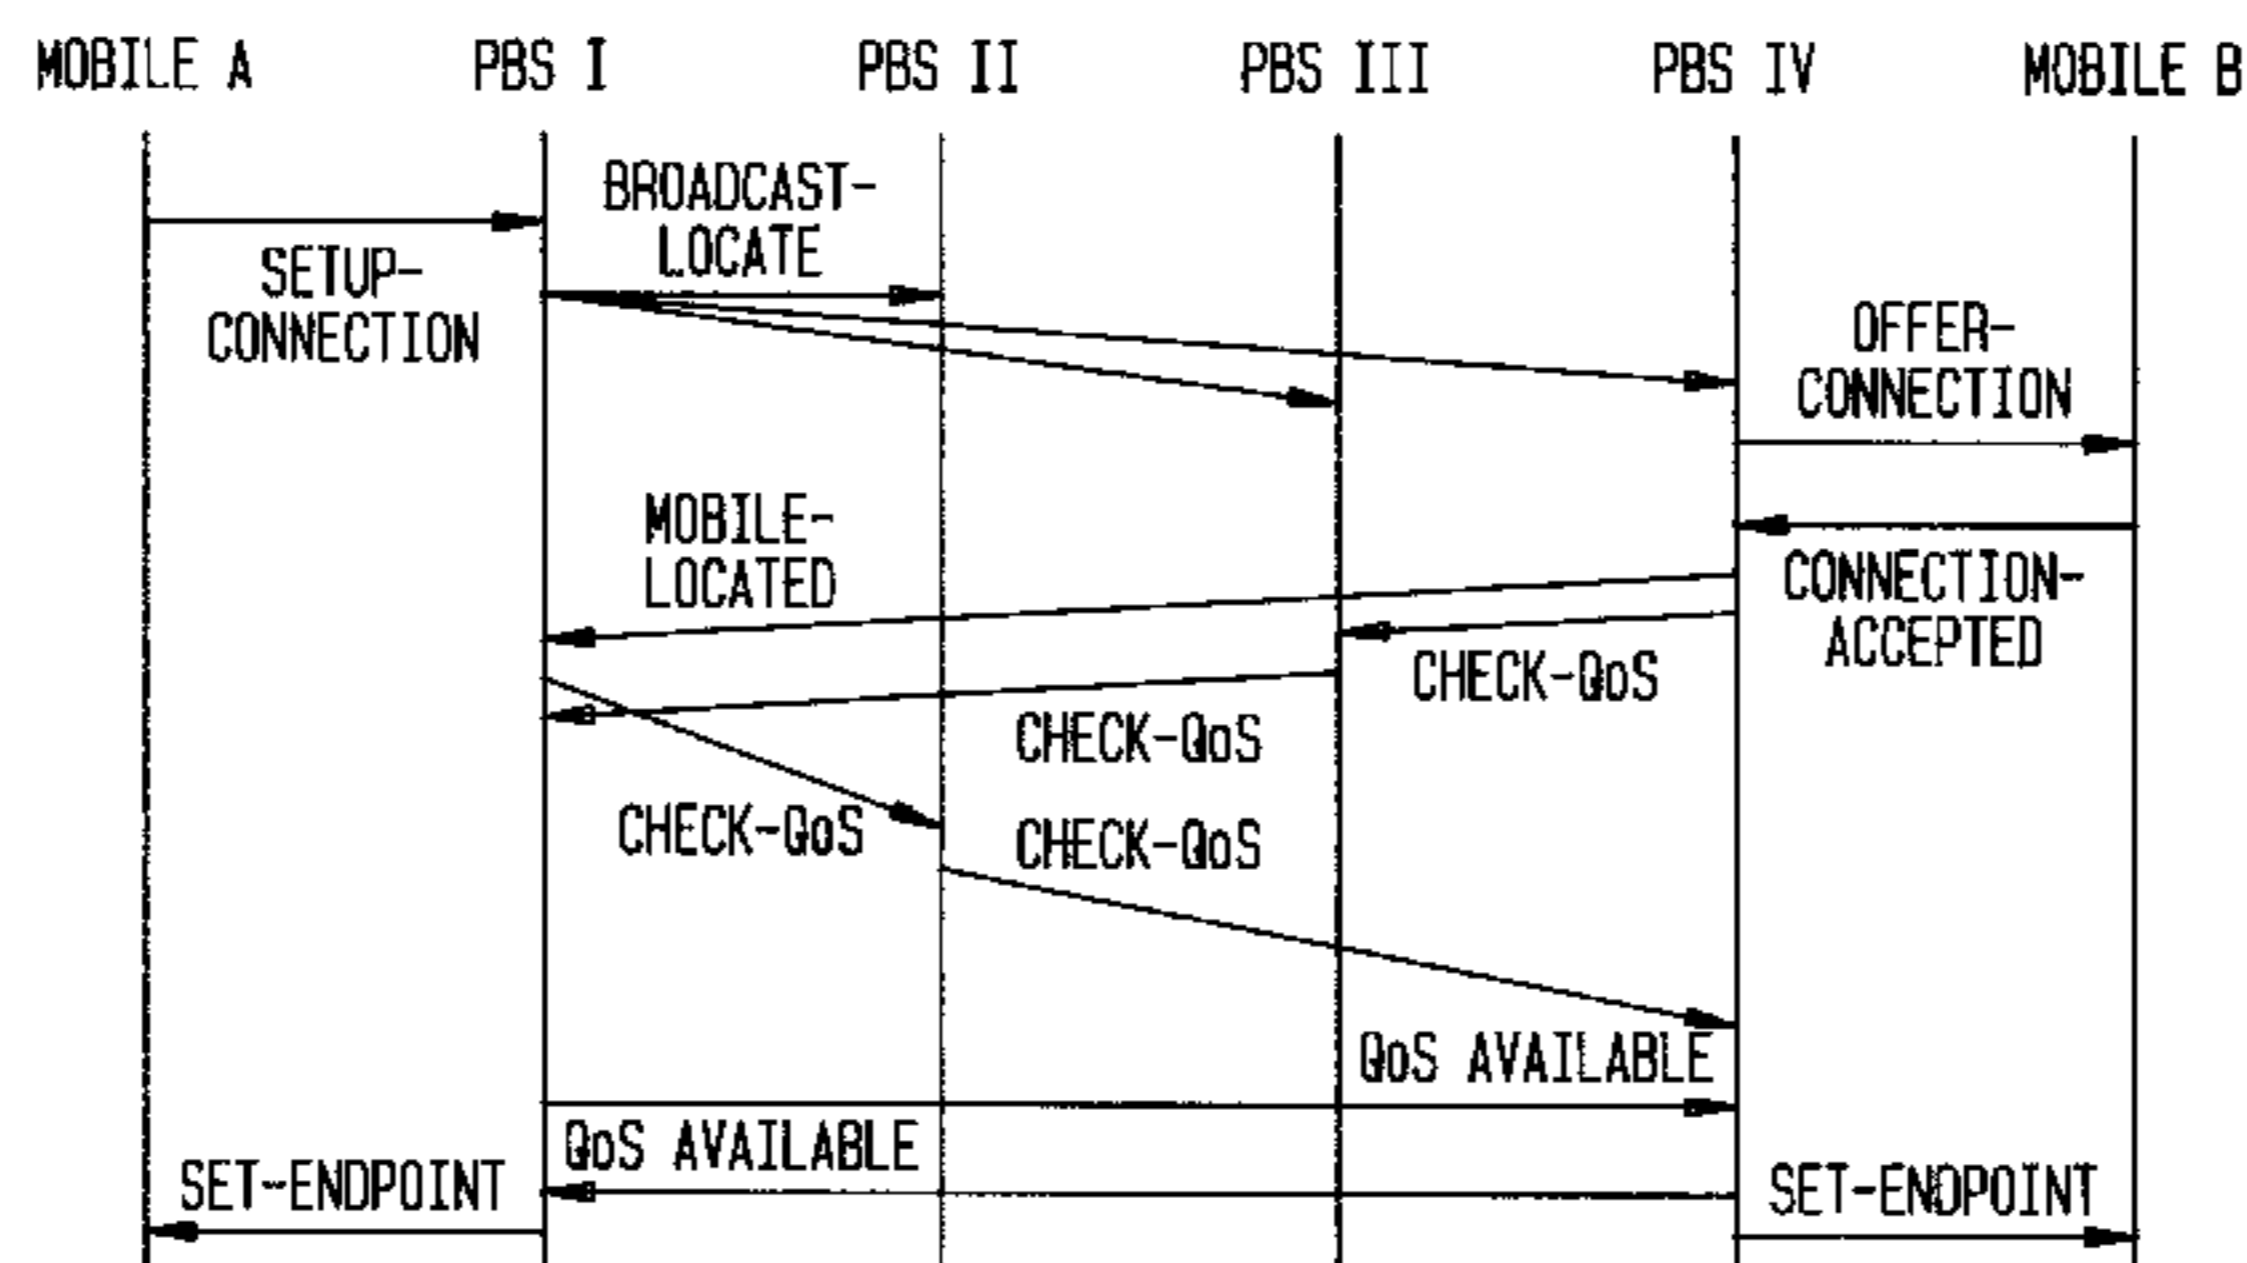 MOBILE A
PBS I
PBS II
PBS III
PBS IV
MOBILE B
BROADCAST-
LOCATE
SETUP-
CONNECTION
OFFER-
CONNECTION
MOBILE-
LOCATED
CONNECTION-
ACCEPTED
CHECK-QoS
CHECK-QoS
CHECK-QoS
CHECK-QoS
QoS AVAILABLE
QoS AVAILABLE
SET-ENDPOINT
SET-ENDPOINT